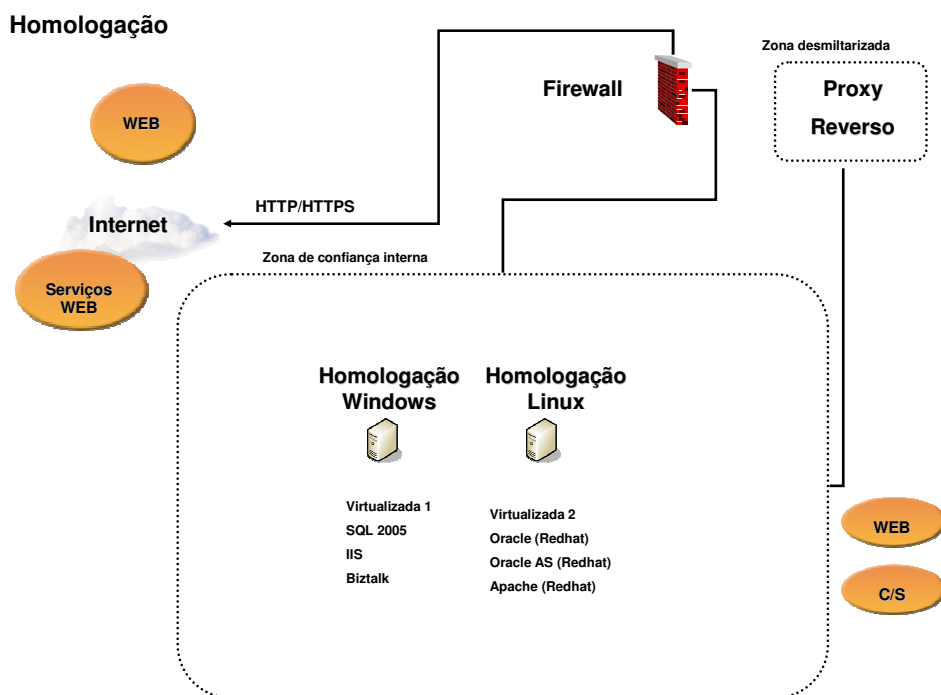 Homologação
Zona desmiltarizada
Firewall
Proxy
Reverso
WEB
HTTP/HTTPS
Internet
Zona de confiança interna
Serviços
WEB
Homologação
Windows
Homologação
Linux
Virtualizada 1
SQL 2005
IIS
Biztalk
Virtualizada 2
Oracle (Redhat)
Oracle AS (Redhat)
Apache (Redhat)
WEB
C/S